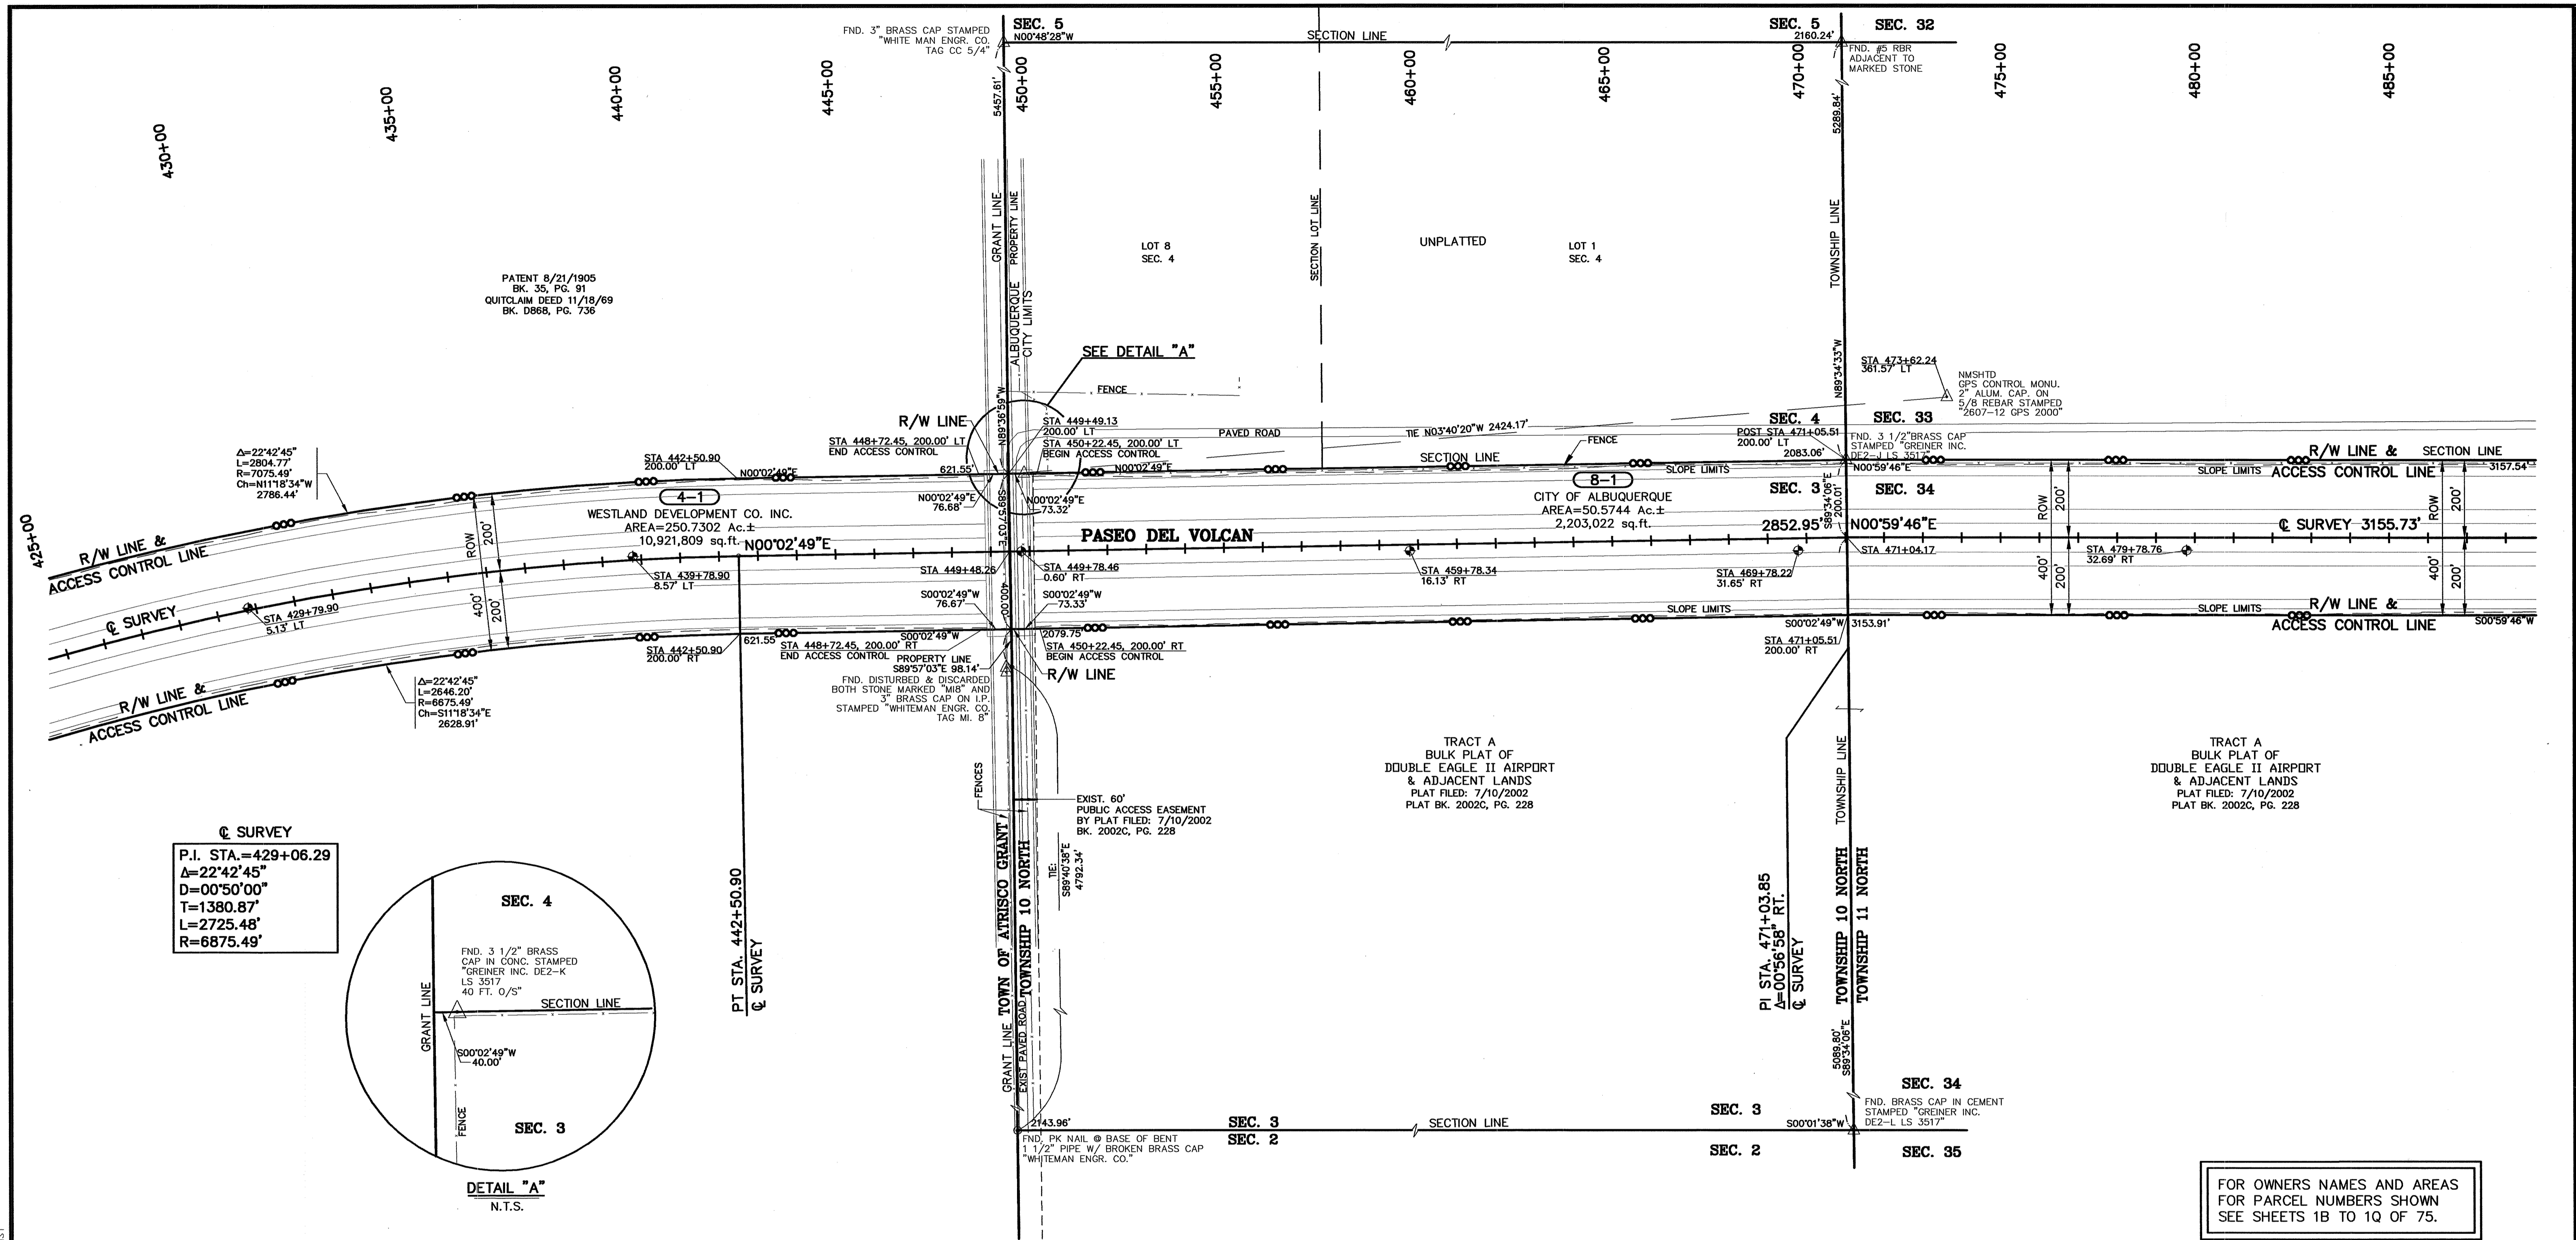 FND. 3" BRASS CAP STAMPED
"WHITE MAN ENGR. CO.
TAG CC 5/4"
SEC. 5
N00°48'28"W
SECTION LINE
SEC. 5
2160.24'
SEC. 32
FND. #5 RBR
ADJACENT TO
MARKED STONE
425+00
430+00
435+00
440+00
445+00
450+00
455+00
460+00
465+00
470+00
475+00
480+00
485+00
5457.61'
5289.84'
GRANT LINE
PROPERTY LINE
ALBUQUERQUE
CITY LIMITS
SECTION LOT LINE
TOWNSHIP LINE
LOT 8
SEC. 4
UNPLATTED
LOT 1
SEC. 4
PATENT 8/21/1905
BK. 35, PG. 91
QUITCLAIM DEED 11/18/69
BK. D868, PG. 736
SEE DETAIL "A"
FENCE
N89°36'59"W
N89°34'33"W
STA 473+62.24
361.57' LT
NMSHTD
GPS CONTROL MONU.
2" ALUM. CAP. ON
5/8 REBAR STAMPED
"2607-12 GPS 2000"
R/W LINE
STA 448+72.45, 200.00' LT
END ACCESS CONTROL
STA 449+49.13
200.00' LT
STA 450+22.45, 200.00' LT
BEGIN ACCESS CONTROL
PAVED ROAD
TIE N03°40'20"W 2424.17'
FENCE
SEC. 4
SEC. 33
POST STA 471+05.51
200.00' LT
2083.06'
FND. 3 1/2"BRASS CAP
STAMPED "GREINER INC.
DE2-J LS 3517"
Δ=22°42'45"
L=2804.77'
R=7075.49'
Ch=N11°18'34"W
2786.44'
STA 442+50.90
200.00' LT
N00°02'49"E
621.55'
N00°02'49"E
SECTION LINE
SLOPE LIMITS
N00°59'46"E
SLOPE LIMITS
R/W LINE &
ACCESS CONTROL LINE
SECTION LINE
3157.54'
4-1
WESTLAND DEVELOPMENT CO. INC.
AREA=250.7302 Ac.±
10,921,809 sq.ft.
N00°02'49"E
76.68'
N00°02'49"E
73.32'
S89°57'03"E
400.00'
8-1
CITY OF ALBUQUERQUE
AREA=50.5744 Ac.±
2,203,022 sq.ft.
SEC. 3
SEC. 34
S89°34'06"E
200.01'
ROW
400'
200'
200'
ROW
400'
200'
200'
ROW
400'
200'
200'
R/W LINE &
ACCESS CONTROL LINE
N00°02'49"E
PASEO DEL VOLCAN
2852.95'
N00°59'46"E
℄ SURVEY 3155.73'
℄ SURVEY
STA 429+79.90
5.13' LT
STA 439+78.90
8.57' LT
STA 449+48.26
STA 449+78.46
0.60' RT
STA 459+78.34
16.13' RT
STA 469+78.22
31.65' RT
STA 471+04.17
STA 479+78.76
32.69' RT
S00°02'49"W
76.67'
S00°02'49"W
73.33'
SLOPE LIMITS
SLOPE LIMITS
R/W LINE &
ACCESS CONTROL LINE
S00°59'46"W
STA 442+50.90
200.00' RT
621.55'
S00°02'49"W
STA 448+72.45, 200.00' RT
END ACCESS CONTROL
2079.75'
STA 450+22.45, 200.00' RT
BEGIN ACCESS CONTROL
S00°02'49"W
3153.91'
STA 471+05.51
200.00' RT
PROPERTY LINE
S89°57'03"E 98.14'
R/W LINE
FND. DISTURBED & DISCARDED
BOTH STONE MARKED "MI8" AND
3" BRASS CAP ON I.P.
STAMPED "WHITEMAN ENGR. CO.
TAG MI. 8"
R/W LINE &
ACCESS CONTROL LINE
Δ=22°42'45"
L=2646.20'
R=6675.49'
Ch=S11°18'34"E
2628.91'
TRACT A
BULK PLAT OF
DOUBLE EAGLE II AIRPORT
& ADJACENT LANDS
PLAT FILED: 7/10/2002
PLAT BK. 2002C, PG. 228
TRACT A
BULK PLAT OF
DOUBLE EAGLE II AIRPORT
& ADJACENT LANDS
PLAT FILED: 7/10/2002
PLAT BK. 2002C, PG. 228
FENCES
EXIST. 60'
PUBLIC ACCESS EASEMENT
BY PLAT FILED: 7/10/2002
BK. 2002C, PG. 228
TIE:
S89°40'38"E
4792.34'
℄ SURVEY
P.I. STA.=429+06.29
Δ=22°42'45"
D=00°50'00"
T=1380.87'
L=2725.48'
R=6875.49'
PT STA. 442+50.90
℄ SURVEY
GRANT LINE
TOWN OF ATRISCO GRANT
TOWNSHIP 10 NORTH
EXIST PAVED ROAD
PI STA. 471+03.85
Δ=00°56'58" RT.
℄ SURVEY
TOWNSHIP LINE
TOWNSHIP 10 NORTH
TOWNSHIP 11 NORTH
5089.80'
S89°34'06"E
SEC. 4
FND. 3 1/2" BRASS
CAP IN CONC. STAMPED
"GREINER INC. DE2-K
LS 3517
40 FT. O/S"
SECTION LINE
GRANT LINE
S00°02'49"W
40.00'
FENCE
SEC. 3
DETAIL "A"
N.T.S.
2143.96'
FND. PK NAIL @ BASE OF BENT
1 1/2" PIPE W/ BROKEN BRASS CAP
"WHITEMAN ENGR. CO."
SEC. 3
SEC. 2
SECTION LINE
SEC. 3
SEC. 2
S00°01'38"W
SEC. 34
FND. BRASS CAP IN CEMENT
STAMPED "GREINER INC.
DE2-L LS 3517"
SEC. 35
FOR OWNERS NAMES AND AREAS
FOR PARCEL NUMBERS SHOWN
SEE SHEETS 1B TO 1Q OF 75.